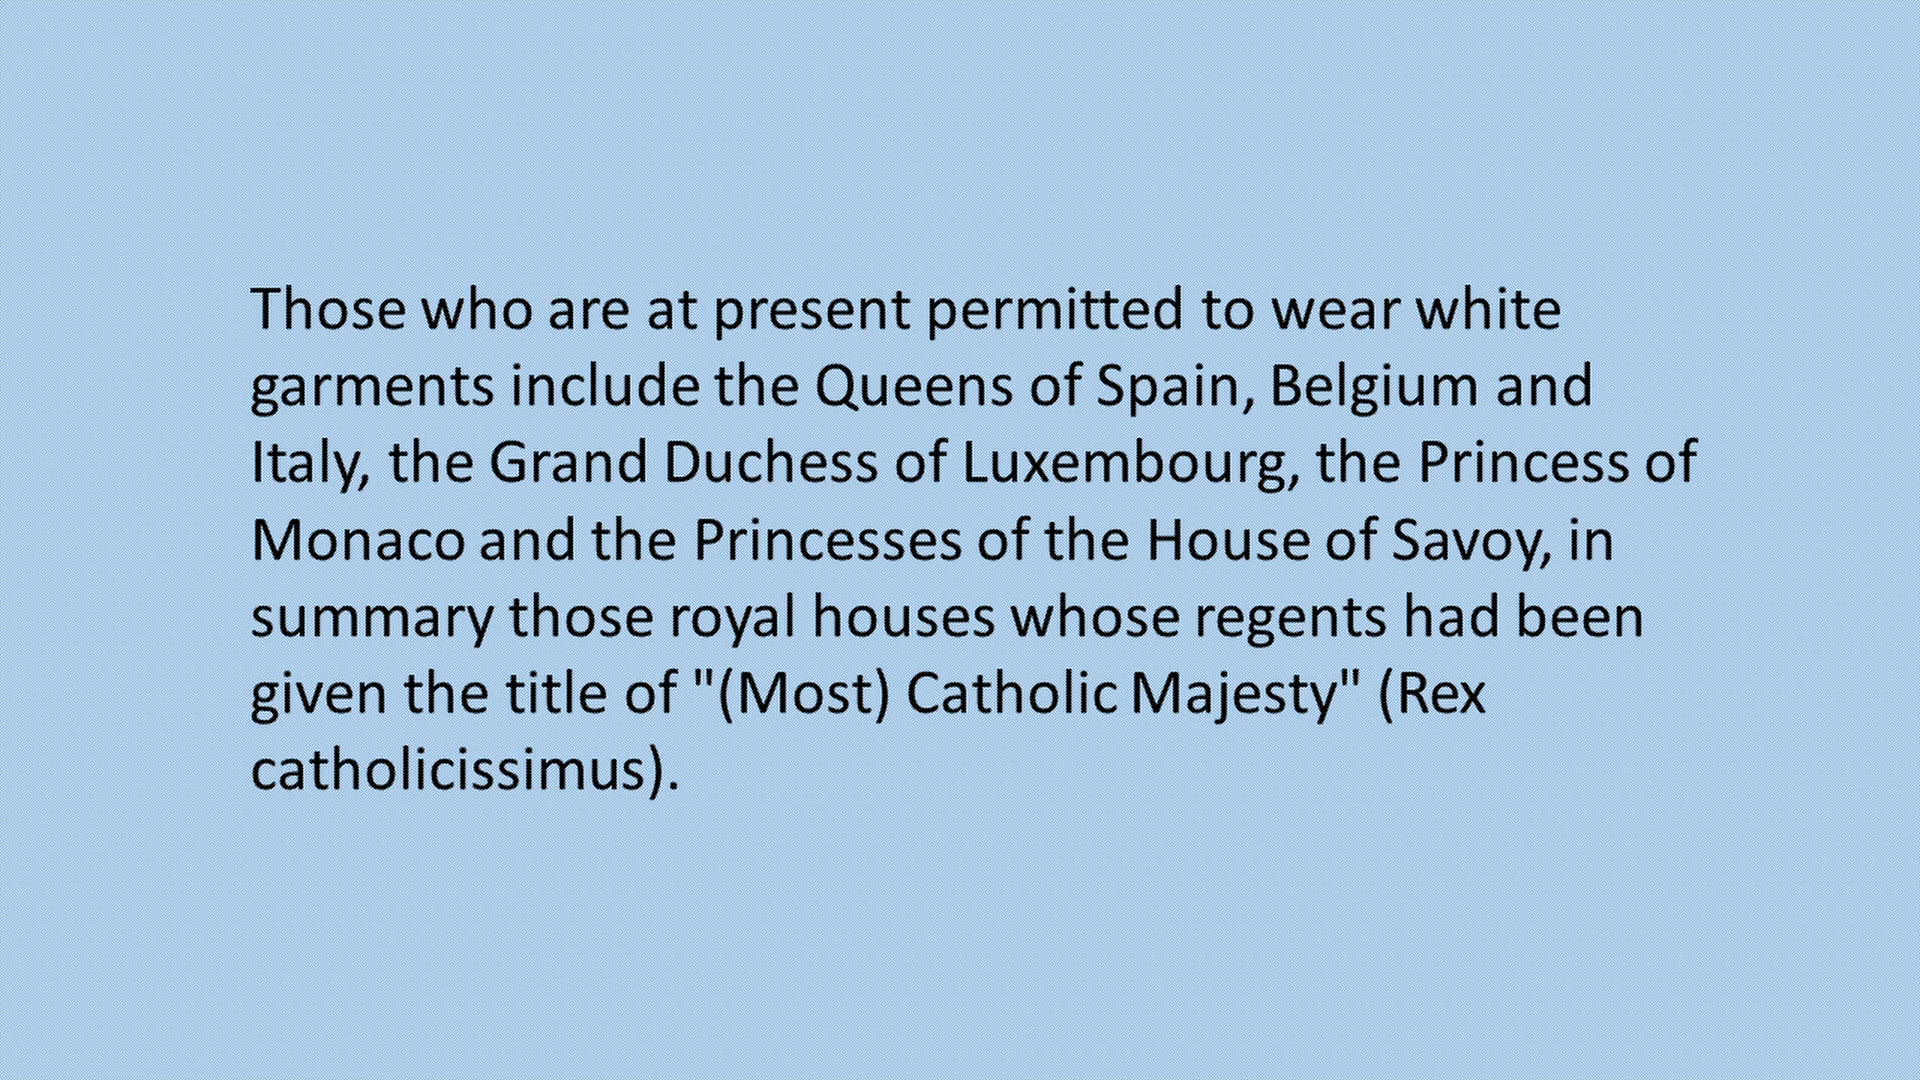 Those who are at present permitted to wear white
garments include the Queens of Spain, Belgium and
Italy, the Grand Duchess of Luxembourg, the Princess of
Monaco and the Princesses of the House of Savoy, in
summary those royal houses whose regents had been
given the title of "(Most) Catholic Majesty" (Rex
catholicissimus).